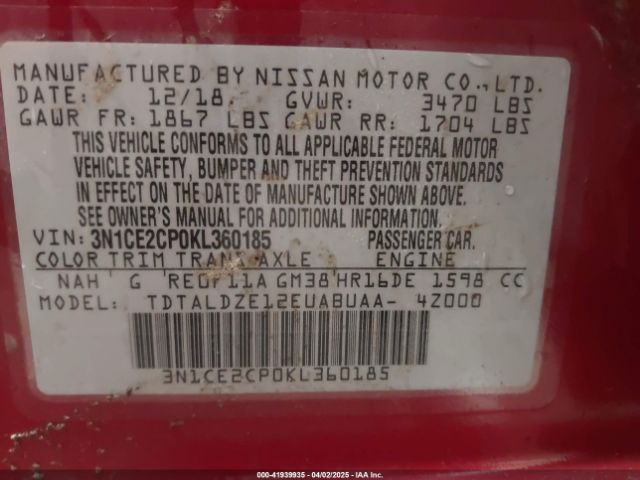 MANUFACTURED BY NISSAN MOTOR CO., LTD.
DATE: 12/18. GVWR: 3470 LBS
GAWR FR: 1867 LBS GAWR RR: 1704 LBS
THIS VEHICLE CONFORMS TO ALL APPLICABLE FEDERAL MOTOR
VEHICLE SAFETY, BUMPER AND THEFT PREVENTION STANDARDS
IN EFFECT ON THE DATE OF MANUFACTURE SHOWN ABOVE.
SEE OWNER'S MANUAL FOR ADDITIONAL INFORMATION.
VIN: 3N1CE2CP0KL360185 PASSENGER CAR.
COLOR TRIM TRANS AXLE ENGINE
NAH G RE0F11A GM38 HR16DE 1598 CC
MODEL: TDTALDZE12EUABUAA- 4Z000
3N1CE2CP0KL360185
000-41939935 - 04/02/2025 - IAA Inc.